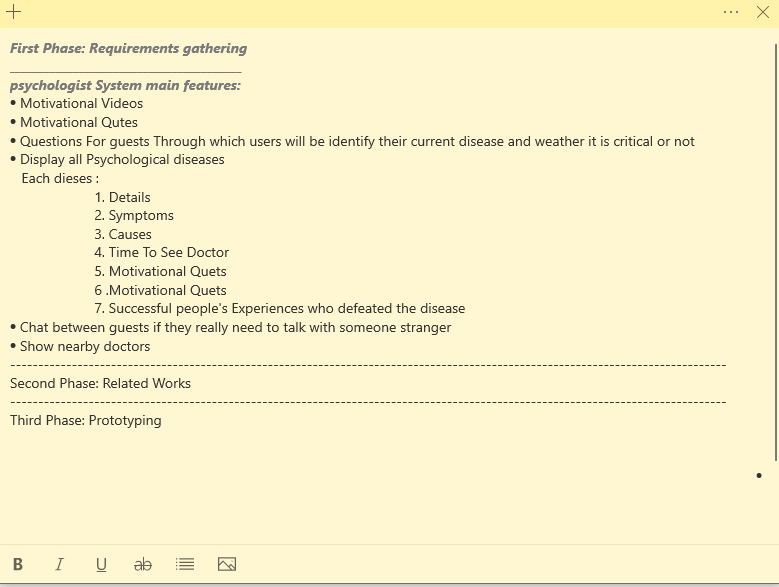 First Phase: Requirements gathering
psychologist System main features:
• Motivational Videos
• Motivational Qutes
• Questions For guests Through which users will be identify their current disease and weather it is critical or not
• Display all Psychological diseases
Each dieses :
1. Details
2. Symptoms
3. Causes
4. Time To See Doctor
5. Motivational Quets
6 .Motivational Quets
7. Successful people's Experiences who defeated the disease
• Chat between guests if they really need to talk with someone stranger
• Show nearby doctors
Second Phase: Related Works
Third Phase: Prototyping
•
B I U ab